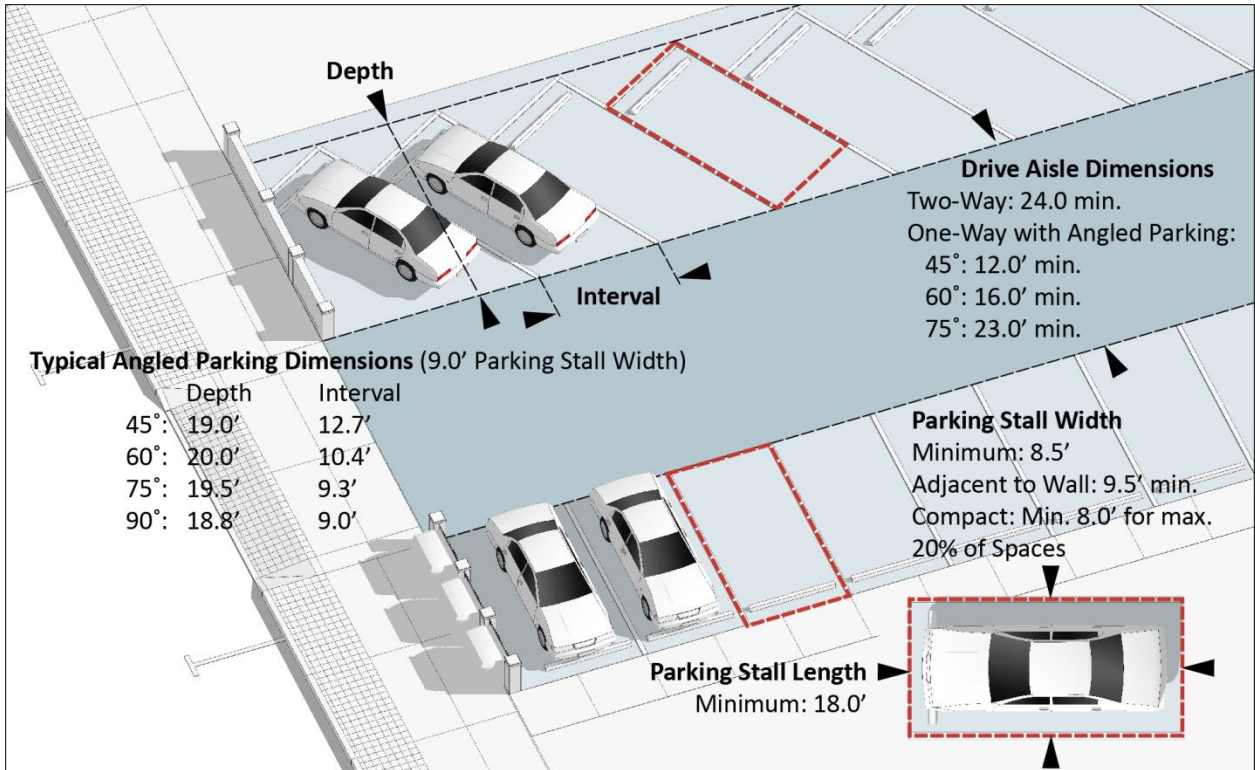 Depth
Interval
Drive Aisle Dimensions
Two-Way: 24.0 min.
One-Way with Angled Parking:
45˚: 12.0’ min.
60˚: 16.0’ min.
75˚: 23.0’ min.
Typical Angled Parking Dimensions (9.0’ Parking Stall Width)
Depth Interval
45˚: 19.0’ 12.7’
60˚: 20.0’ 10.4’
75˚: 19.5’ 9.3’
90˚: 18.8’ 9.0’
Parking Stall Width
Minimum: 8.5’
Adjacent to Wall: 9.5’ min.
Compact: Min. 8.0’ for max.
20% of Spaces
Parking Stall Length
Minimum: 18.0’